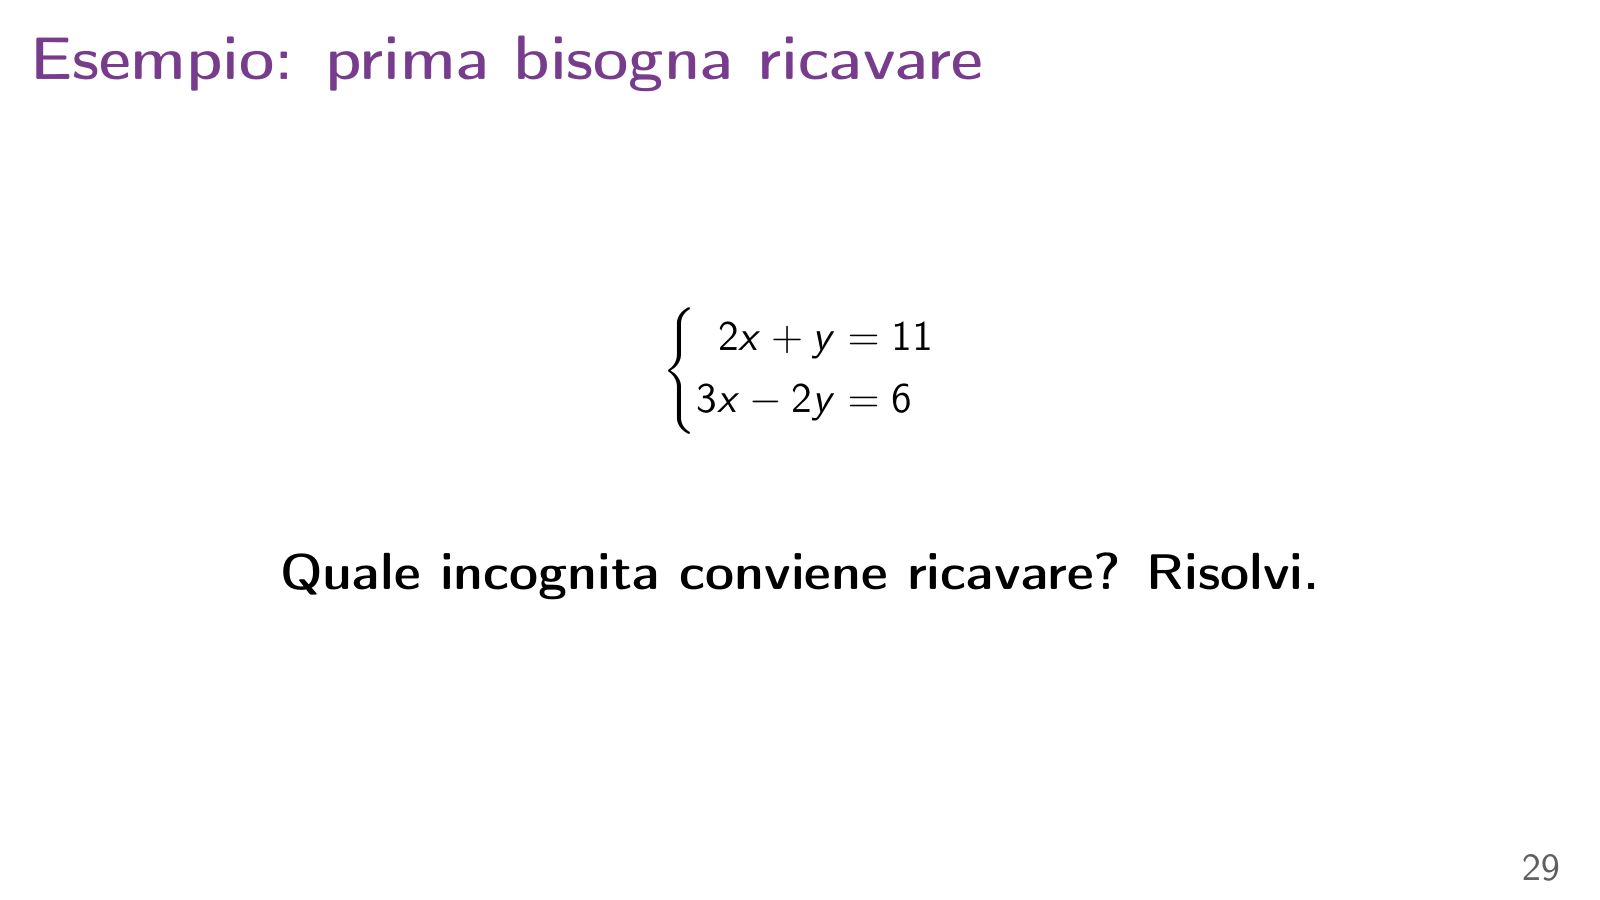 Esempio: prima bisogna ricavare
2x + y = 11
3x − 2y = 6
Quale incognita conviene ricavare? Risolvi.
29